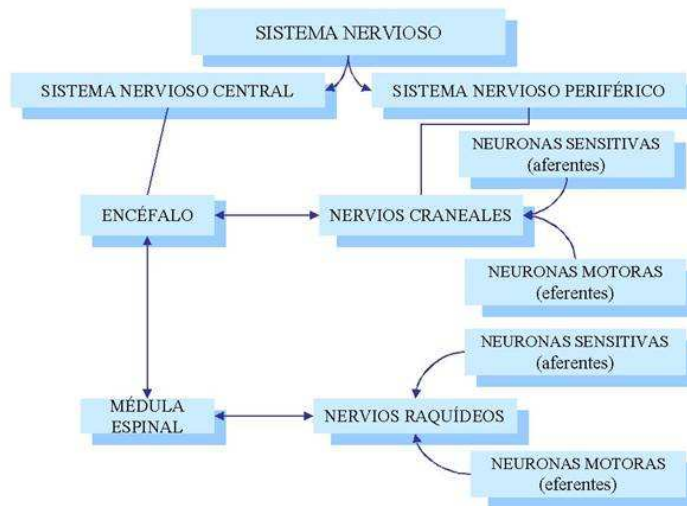 SISTEMA NERVIOSO
SISTEMA NERVIOSO CENTRAL
SISTEMA NERVIOSO PERIFÉRICO
NEURONAS SENSITIVAS
(aferentes)
ENCÉFALO
NERVIOS CRANEALES
NEURONAS MOTORAS
(eferentes)
NEURONAS SENSITIVAS
(aferentes)
MÉDULA
ESPINAL
NERVIOS RAQUÍDEOS
NEURONAS MOTORAS
(eferentes)